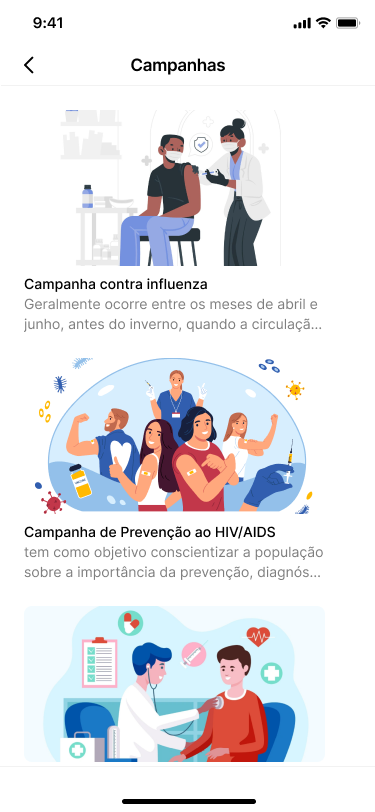 9:41
Campanhas
Campanha contra influenza
Geralmente ocorre entre os meses de abril e
junho, antes do inverno, quando a circulaçã...
Campanha de Prevenção ao HIV/AIDS
tem como objetivo conscientizar a população
sobre a importância da prevenção, diagnós...